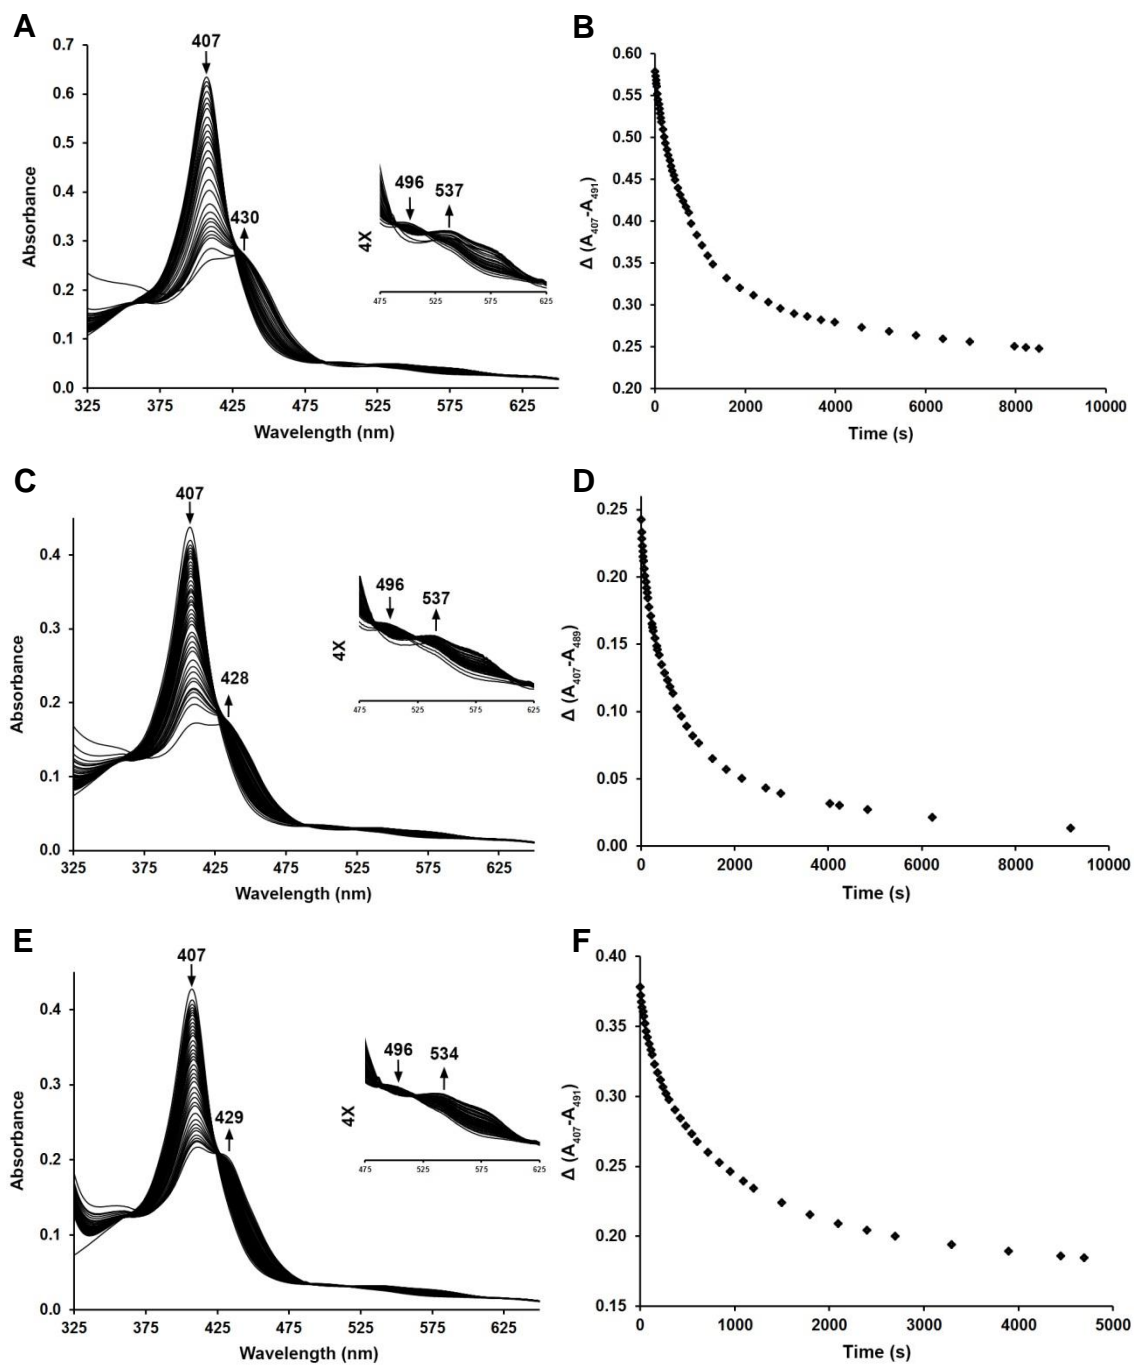 A
407
0.7
0.6
0.5
0.4
0.3
0.2
0.1
0.0
Absorbance
430
496
537
4X
475 525 575 625
325 375 425 475 525 575 625
Wavelength (nm)
B
0.60
0.55
0.50
0.45
0.40
0.35
0.30
0.25
0.20
Δ (A407-A491)
0 2000 4000 6000 8000 10000
Time (s)
C
407
0.4
0.3
0.2
0.1
0.0
Absorbance
428
496
537
4X
475 525 575 625
325 375 425 475 525 575 625
Wavelength (nm)
D
0.25
0.20
0.15
0.10
0.05
0.00
Δ (A407-A489)
0 2000 4000 6000 8000 10000
Time (s)
E
407
0.4
0.3
0.2
0.1
0.0
Absorbance
429
496
534
4X
475 525 575 625
325 375 425 475 525 575 625
Wavelength (nm)
F
0.40
0.35
0.30
0.25
0.20
0.15
Δ (A407-A491)
0 1000 2000 3000 4000 5000
Time (s)